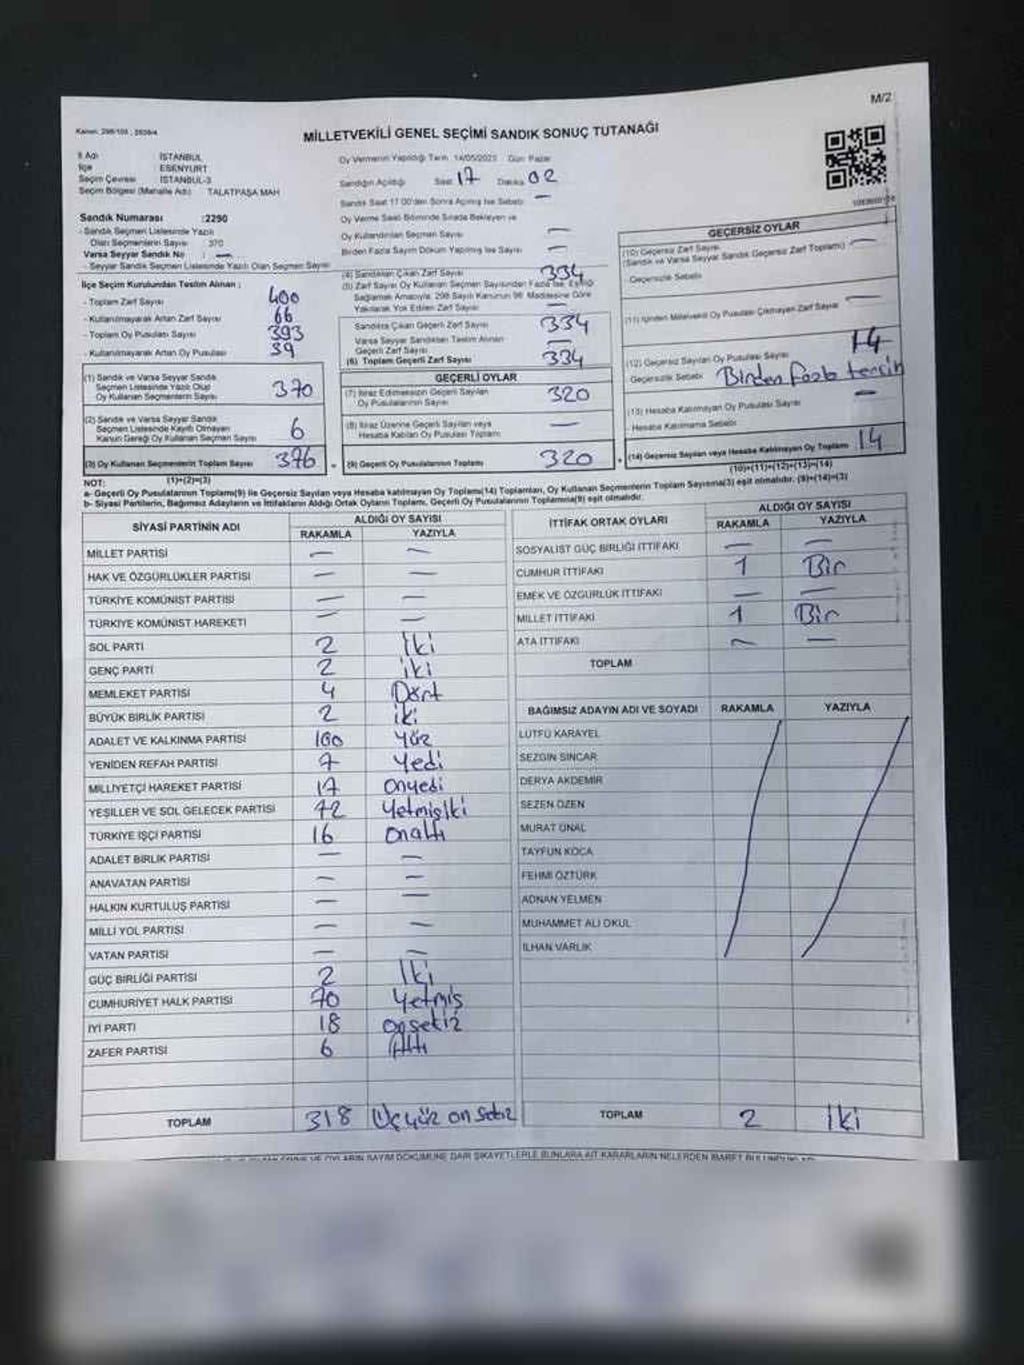 M/2
Kanun: 298/105 ; 2839/4
MİLLETVEKİLİ GENEL SEÇİMİ SANDIK SONUÇ TUTANAĞI
İl Adı : İSTANBUL
İlçe : ESENYURT
Seçim Çevresi : İSTANBUL-3
Seçim Bölgesi (Mahalle Adı) : TALATPAŞA MAH
Oy Vermenin Yapıldığı Tarih: 14/05/2023 Gün: Pazar
Sandığın Açıldığı Saat 17 Dakika 02
Sandık Saat 17:00'den Sonra Açılmış İse Sebebi —
Oy Verme Saati Bitiminde Sırada Bekleyen ve
Oy Kullandırılan Seçmen Sayısı —
Birden Fazla Sayım Döküm Yapılmış İse Sayısı —
Sandık Numarası :2290
- Sandık Seçmen Listesinde Yazılı
Olan Seçmenlerin Sayısı : 370
Varsa Seyyar Sandık No : —
- Seyyar Sandık Seçmen Listesinde Yazılı Olan Seçmen Sayısı
İlçe Seçim Kurulundan Teslim Alınan :
- Toplam Zarf Sayısı 400
- Kullanılmayarak Artan Zarf Sayısı 66
- Toplam Oy Pusulası Sayısı 393
- Kullanılmayarak Artan Oy Pusulası 39
(4) Sandıktan Çıkan Zarf Sayısı 334
(5) Zarf Sayısı Oy Kullanan Seçmen Sayısından Fazla İse, Eşitliği
Sağlamak Amacıyla, 298 Sayılı Kanunun 98. Maddesine Göre
Yakılarak Yok Edilen Zarf Sayısı —
Sandıkta Çıkan Geçerli Zarf Sayısı 334
Varsa Seyyar Sandıktan Teslim Alınan
Geçerli Zarf Sayısı —
(6) Toplam Geçerli Zarf Sayısı 334
GEÇERSİZ OYLAR
(10) Geçersiz Zarf Sayısı
(Sandık ve Varsa Seyyar Sandık Geçersiz Zarf Toplamı) —
Geçersizlik Sebebi
(11) İçinden Milletvekili Oy Pusulası Çıkmayan Zarf Sayısı —
(12) Geçersiz Sayılan Oy Pusulası Sayısı 14
Geçersizlik Sebebi Birden fazla tercih
(13) Hesaba Katılmayan Oy Pusulası Sayısı —
Hesaba Katılmama Sebebi
(14) Geçersiz Sayılan veya Hesaba Katılmayan Oy Toplamı 14
(10)+(11)+(12)+(13)=(14)
(1) Sandık ve Varsa Seyyar Sandık
Seçmen Listesinde Yazılı Olup
Oy Kullanan Seçmenlerin Sayısı 370
(2) Sandık ve Varsa Seyyar Sandık
Seçmen Listesinde Kayıtlı Olmayan
Kanun Gereği Oy Kullanan Seçmen Sayısı 6
(3) Oy Kullanan Seçmenlerin Toplam Sayısı 376
(1)+(2)=(3)
GEÇERLİ OYLAR
(7) İtiraz Edilmeksizin Geçerli Sayılan
Oy Pusulalarının Sayısı 320
(8) İtiraz Üzerine Geçerli Sayılan veya
Hesaba Katılan Oy Pusulaları Toplamı —
(9) Geçerli Oy Pusulalarının Toplamı 320
NOT:
a- Geçerli Oy Pusulalarının Toplamı(9) ile Geçersiz Sayılan veya Hesaba katılmayan Oy Toplamı(14) Toplamları, Oy Kullanan Seçmenlerin Toplam Sayısına(3) eşit olmalıdır. (9)+(14)=(3)
b- Siyasi Partilerin, Bağımsız Adayların ve İttifakların Aldığı Ortak Oyların Toplamı, Geçerli Oy Pusulalarının Toplamına(9) eşit olmalıdır.
SİYASİ PARTİNİN ADI ALDIĞI OY SAYISI
RAKAMLA YAZIYLA
MİLLET PARTİSİ — —
HAK VE ÖZGÜRLÜKLER PARTİSİ — —
TÜRKİYE KOMÜNİST PARTİSİ — —
TÜRKİYE KOMÜNİST HAREKETİ — —
SOL PARTİ 2 İki
GENÇ PARTİ 2 iki
MEMLEKET PARTİSİ 4 Dört
BÜYÜK BİRLİK PARTİSİ 2 iki
ADALET VE KALKINMA PARTİSİ 100 yüz
YENİDEN REFAH PARTİSİ 7 yedi
MİLLİYETÇİ HAREKET PARTİSİ 17 onyedi
YEŞİLLER VE SOL GELECEK PARTİSİ 72 yetmişiki
TÜRKİYE İŞÇİ PARTİSİ 16 onaltı
ADALET BİRLİK PARTİSİ — —
ANAVATAN PARTİSİ — —
HALKIN KURTULUŞ PARTİSİ — —
MİLLİ YOL PARTİSİ — —
VATAN PARTİSİ — —
GÜÇ BİRLİĞİ PARTİSİ 2 İki
CUMHURİYET HALK PARTİSİ 70 yetmiş
İYİ PARTİ 18 onsekiz
ZAFER PARTİSİ 6 Altı
TOPLAM 318 Üçyüz on sekiz
İTTİFAK ORTAK OYLARI ALDIĞI OY SAYISI
RAKAMLA YAZIYLA
SOSYALİST GÜÇ BİRLİĞİ İTTİFAKI — —
CUMHUR İTTİFAKI 1 Bir
EMEK VE ÖZGÜRLÜK İTTİFAKI — —
MİLLET İTTİFAKI 1 Bir
ATA İTTİFAKI — —
TOPLAM
BAĞIMSIZ ADAYIN ADI VE SOYADI RAKAMLA YAZIYLA
LÜTFÜ KARAYEL
SEZGİN SİNCAR
DERYA AKDEMİR
SEZEN ÖZEN
MURAT ÜNAL
TAYFUN KOCA
FEHMİ ÖZTÜRK
ADNAN YELMEN
MUHAMMET ALİ OKUL
İLHAN VARLIK
TOPLAM 2 İki
OYLARIN SAYIM DÖKÜMÜNE DAİR ŞİKAYETLERLE BUNLARA AİT KARARLARIN NELERDEN İBARET BULUNDUĞU